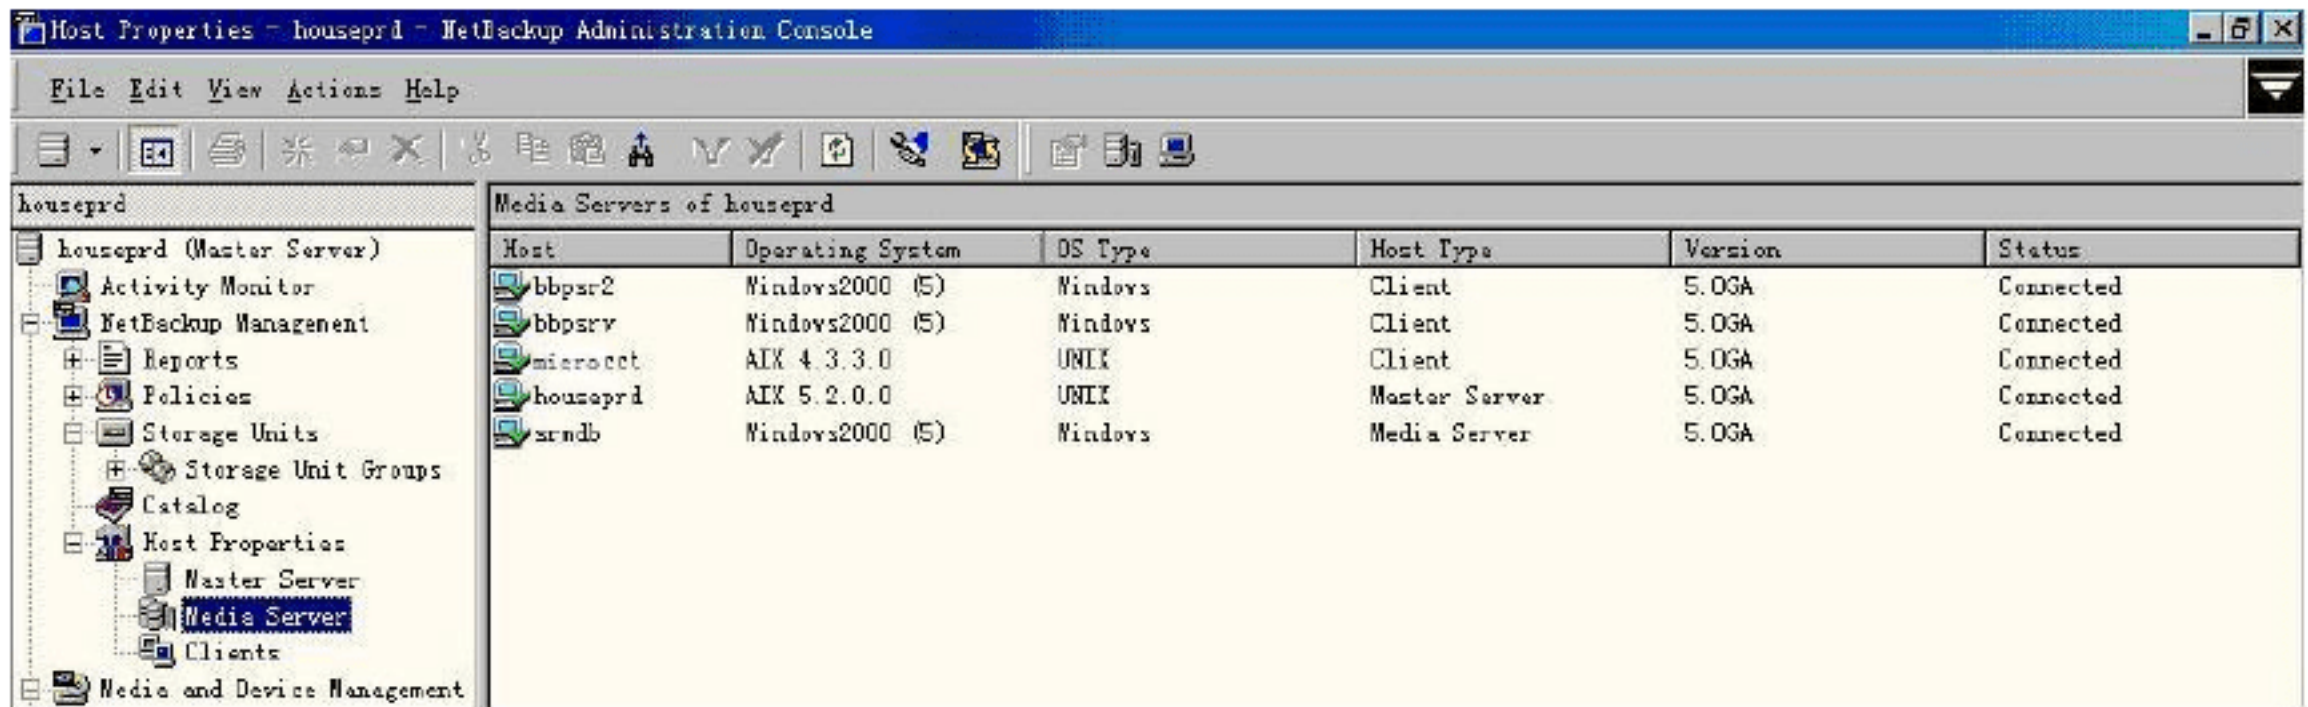 Host Properties - houseprd - NetBackup Administration Console
File Edit View Actions Help
houseprd
Media Servers of houseprd
houseprd (Master Server)
Activity Monitor
NetBackup Management
Reports
Policies
Storage Units
Storage Unit Groups
Catalog
Host Properties
Master Server
Media Server
Clients
Media and Device Management
Host Operating System OS Type Host Type Version Status
bbpsr2 Windows2000 (5) Windows Client 5.0GA Connected
bbpsrv Windows2000 (5) Windows Client 5.0GA Connected
AIX 4.3.3.0 UNIX Client 5.0GA Connected
houseprd AIX 5.2.0.0 UNIX Master Server 5.0GA Connected
srmdb Windows2000 (5) Windows Media Server 5.0GA Connected